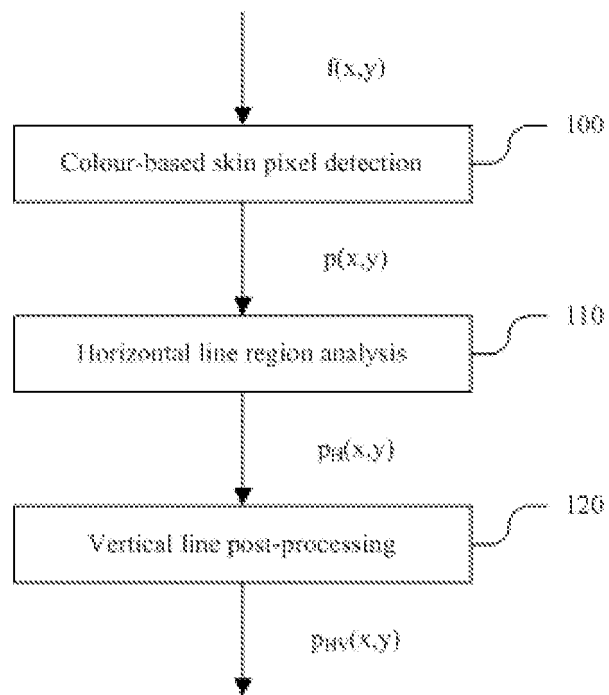 f(x,y)
100
Colour-based skin pixel detection
p(x,y)
110
Horizontal line region analysis
pH(x,y)
120
Vertical line post-processing
pHV(x,y)